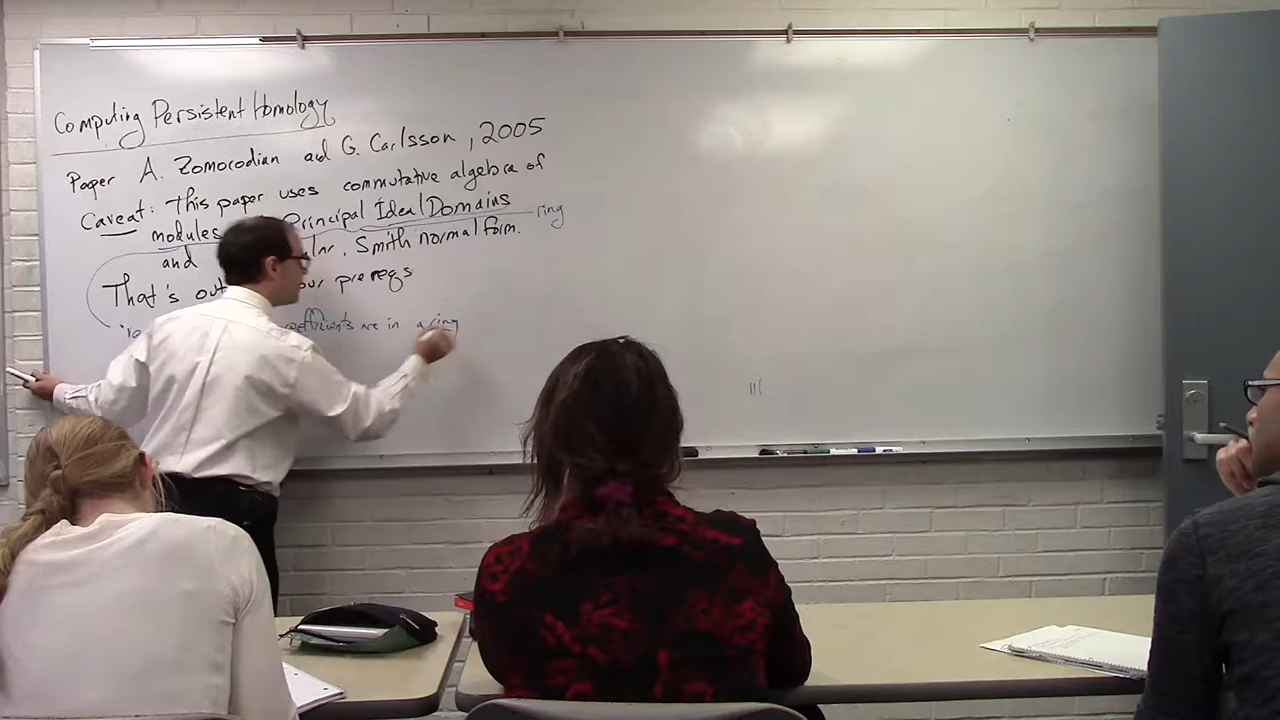 Computing Persistent Homology
Paper A. Zomorodian and G. Carlsson, 2005
Caveat: This paper uses commutative algebra of
modules Principal Ideal Domains
ring
and Smith normal form.
That's out our prereqs
coefficients are in a ring